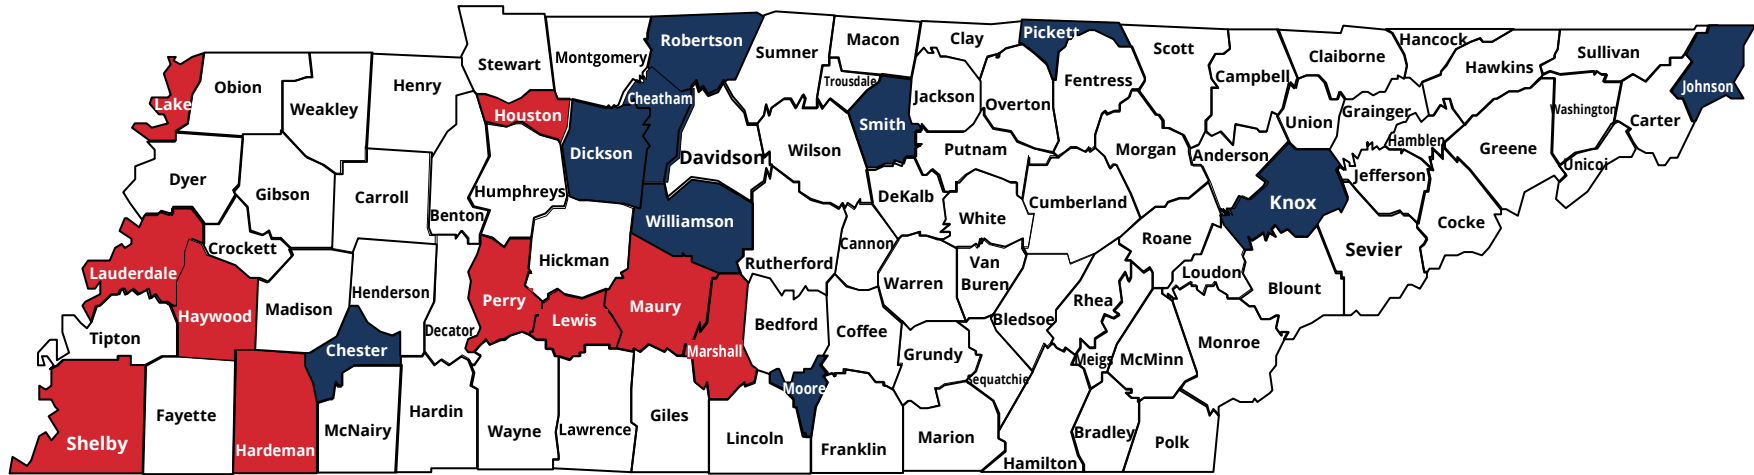 Pickett
Robertson
Macon
Clay
Hancock
Scott
Sumner
Montgomery
Claiborne
Sullivan
Stewart
Hawkins
Campbell
Trousdale
Fentress
Henry
Obion
Johnson
Cheatham
Jackson
Overton
Lake
Weakley
Grainger
Washington
Houston
Smith
Union
Carter
Hamblen
Putnam
Morgan
Greene
Wilson
Dickson
Davidson
Anderson
Unicoi
Dyer
Jefferson
Humphreys
Gibson
Carroll
DeKalb
Cumberland
Knox
Benton
White
Williamson
Cocke
Roane
Cannon
Crockett
Sevier
Hickman
Rutherford
Van
Buren
Lauderdale
Loudon
Warren
Blount
Henderson
Perry
Rhea
Maury
Madison
Haywood
Lewis
Bledsoe
Bedford
Decator
Coffee
Tipton
Monroe
Chester
Marshall
Grundy
Meigs
McMinn
Sequatchie
Moore
Hardin
Fayette
Giles
McNairy
Wayne
Lawrence
Bradley
Lincoln
Marion
Polk
Shelby
Hardeman
Franklin
Hamilton